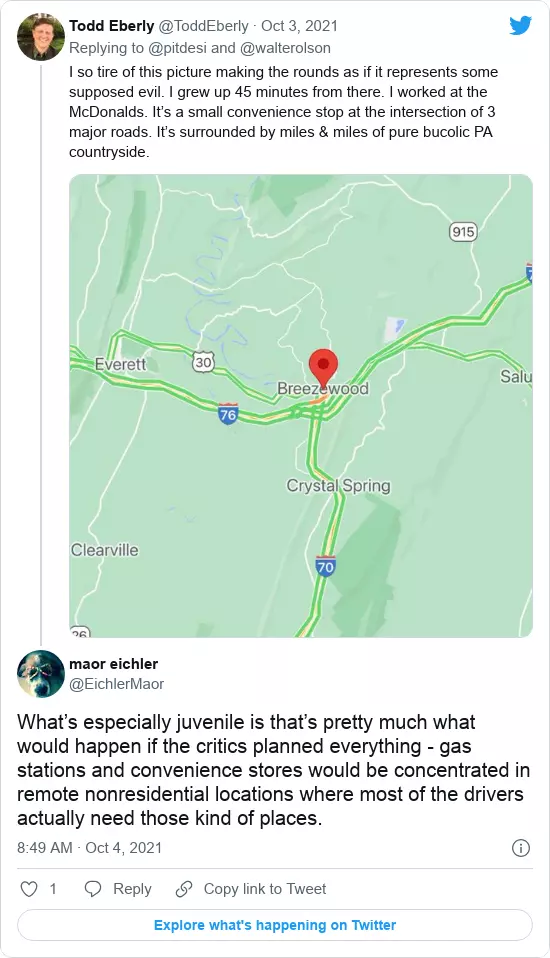 Todd Eberly @ToddEberly · Oct 3, 2021
Replying to @pitdesi and @walterolson
I so tire of this picture making the rounds as if it represents some
supposed evil. I grew up 45 minutes from there. I worked at the
McDonalds. It’s a small convenience stop at the intersection of 3
major roads. It’s surrounded by miles & miles of pure bucolic PA
countryside.
915
Everett
30
Breezewood
Salu
76
Crystal Spring
Clearville
70
26
maor eichler
@EichlerMaor
What’s especially juvenile is that’s pretty much what
would happen if the critics planned everything - gas
stations and convenience stores would be concentrated in
remote nonresidential locations where most of the drivers
actually need those kind of places.
8:49 AM · Oct 4, 2021
1 Reply Copy link to Tweet
Explore what's happening on Twitter